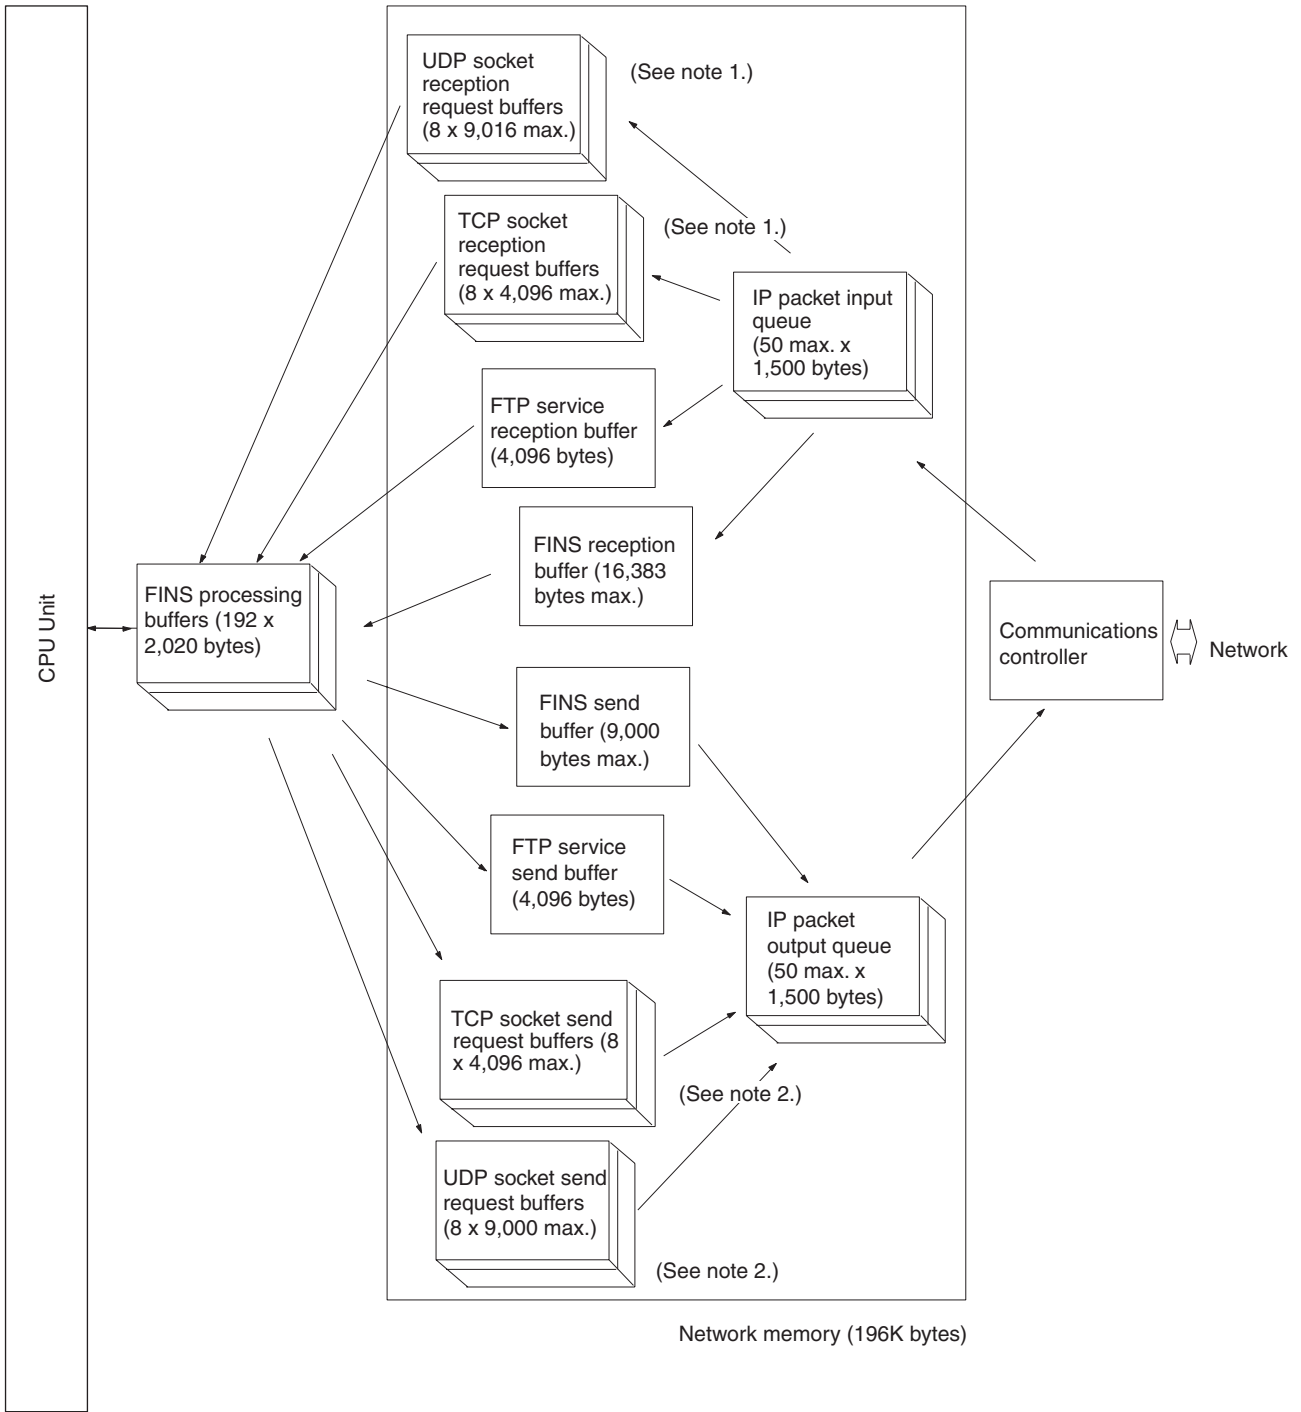 UDP socket
reception
request buffers
(8 x 9,016 max.)
(See note 1.)
TCP socket
reception
request buffers
(8 x 4,096 max.)
(See note 1.)
IP packet input
queue
(50 max. x
1,500 bytes)
FTP service
reception buffer
(4,096 bytes)
FINS reception
buffer (16,383
bytes max.)
FINS processing
buffers (192 x
2,020 bytes)
CPU Unit
Communications
controller
Network
FINS send
buffer (9,000
bytes max.)
FTP service
send buffer
(4,096 bytes)
IP packet
output queue
(50 max. x
1,500 bytes)
TCP socket send
request buffers (8
x 4,096 max.)
(See note 2.)
UDP socket send
request buffers
(8 x 9,000 max.)
(See note 2.)
Network memory (196K bytes)